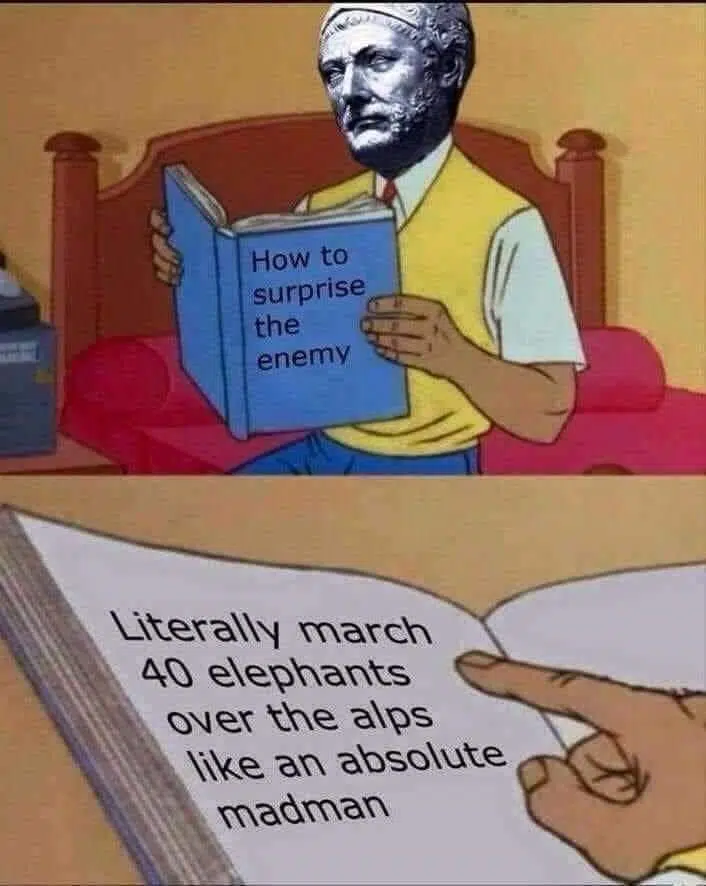 How to
surprise
the
enemy
Literally march
40 elephants
over the alps
like an absolute
madman